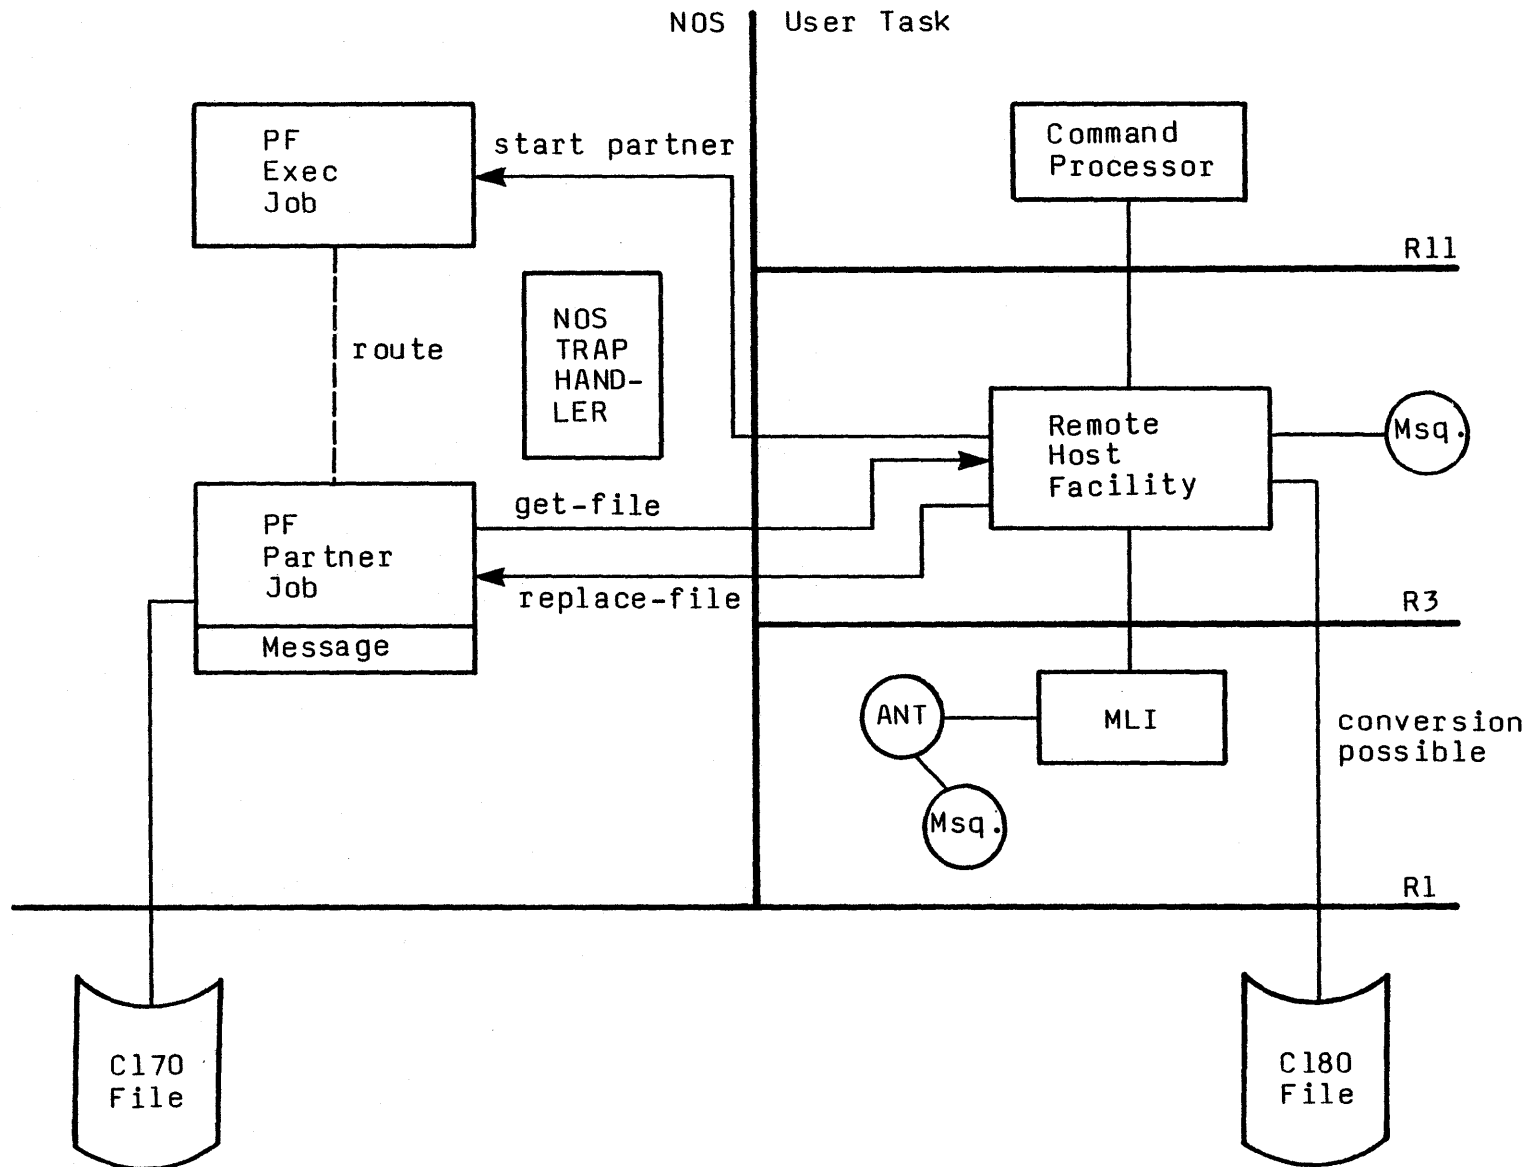 NOS
User Task
PF
Exec
Job
start partner
Command
Processor
R11
NOS
TRAP
HAND-
LER
route
Remote
Host
Facility
Msq.
get-file
PF
Partner
Job
Message
replace-file
R3
ANT
MLI
conversion
possible
Msq.
R1
C170
File
C180
File